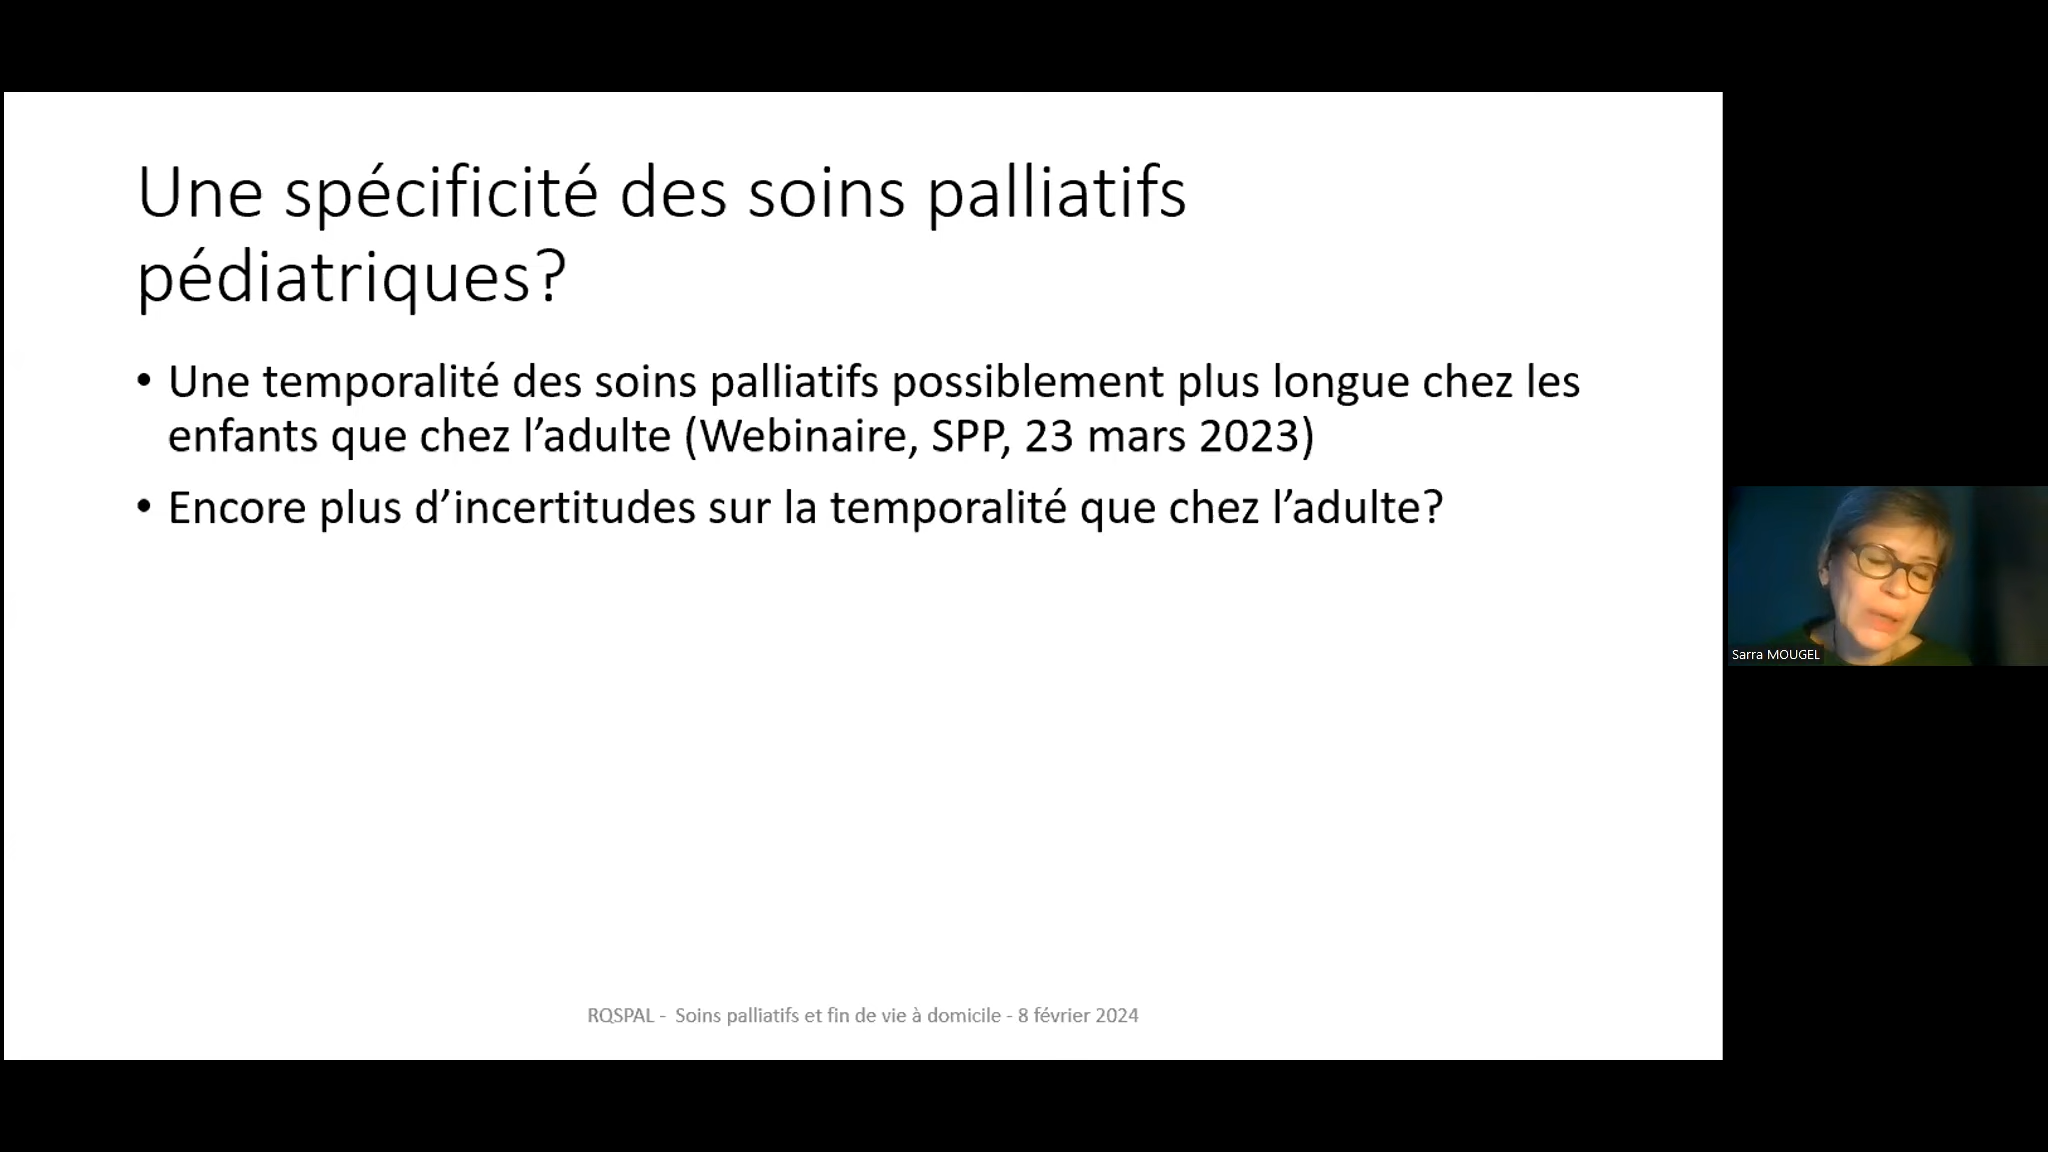 Une spécificité des soins palliatifs
pédiatriques?
• Une temporalité des soins palliatifs possiblement plus longue chez les
enfants que chez l’adulte (Webinaire, SPP, 23 mars 2023)
• Encore plus d’incertitudes sur la temporalité que chez l’adulte?
Sarra MOUGEL
RQSPAL - Soins palliatifs et fin de vie à domicile - 8 février 2024